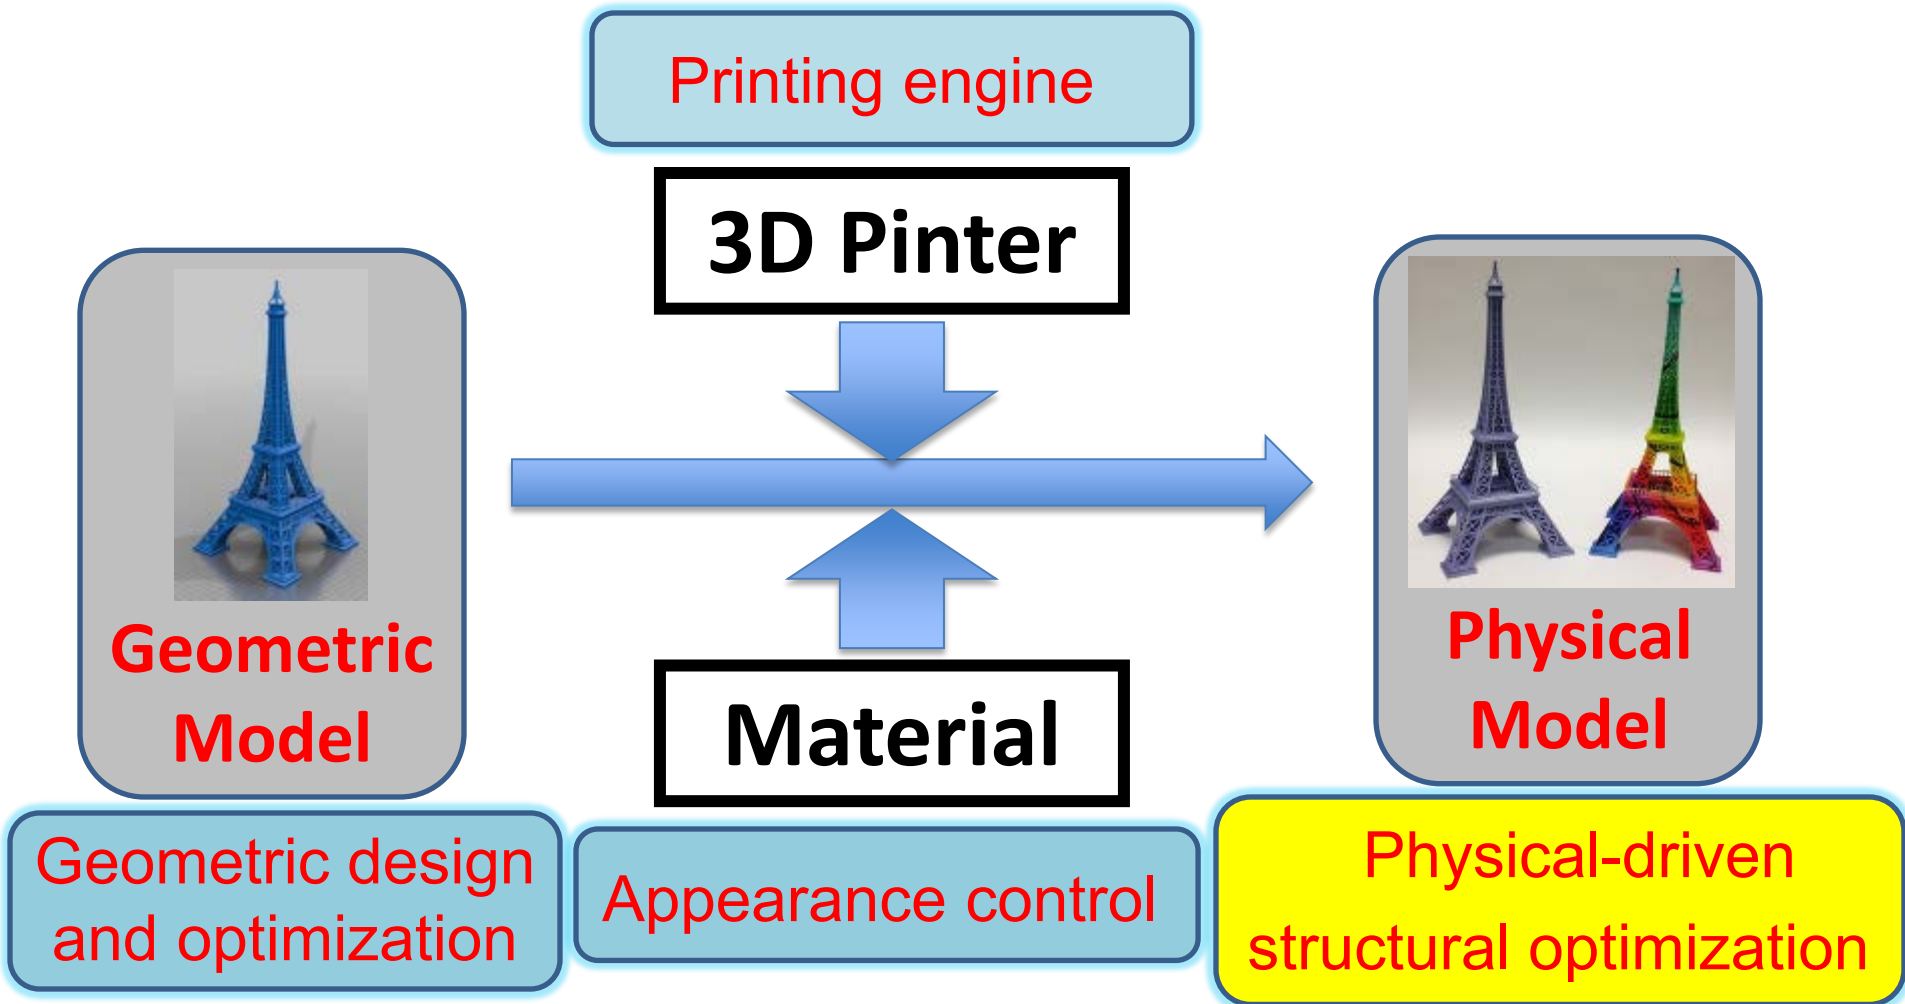 Printing engine
3D Pinter
Geometric
Model
Physical
Model
Material
Geometric design
and optimization
Appearance control
Physical-driven
structural optimization